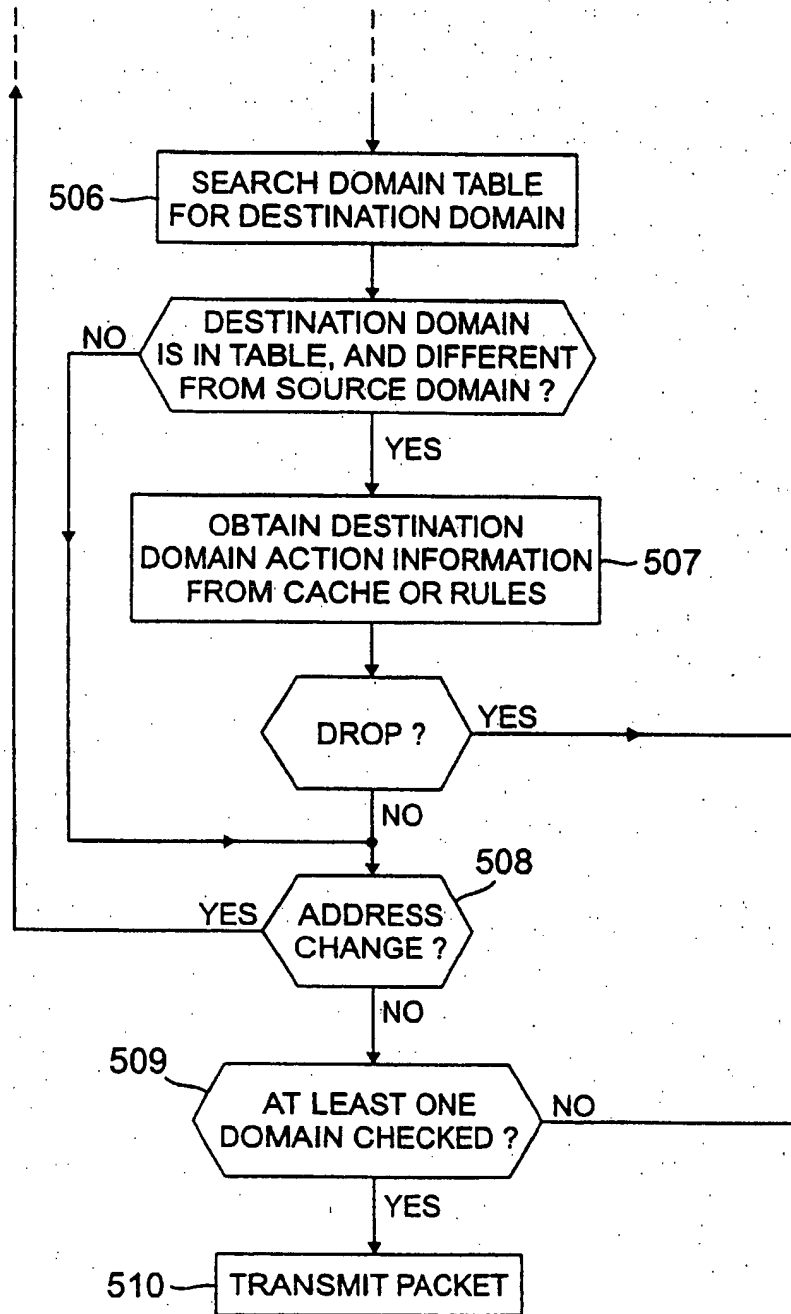 506
SEARCH DOMAIN TABLE
FOR DESTINATION DOMAIN
NO
DESTINATION DOMAIN
IS IN TABLE, AND DIFFERENT
FROM SOURCE DOMAIN ?
YES
OBTAIN DESTINATION
DOMAIN ACTION INFORMATION
FROM CACHE OR RULES
507
DROP ?
YES
NO
508
YES
ADDRESS
CHANGE ?
NO
509
AT LEAST ONE
DOMAIN CHECKED ?
NO
YES
510
TRANSMIT PACKET